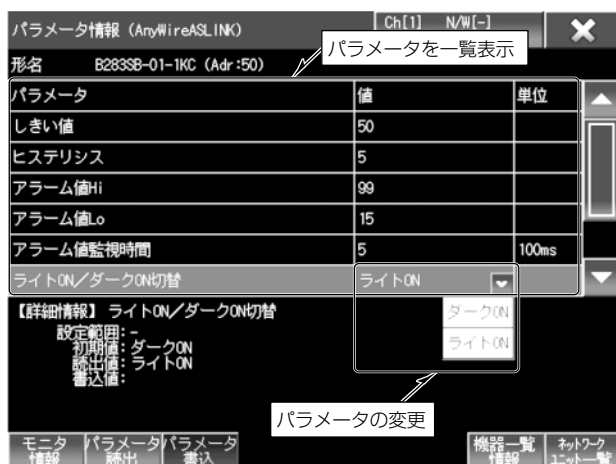 パラメータ情報 (AnyWireASLINK)
Ch[1] N/W[-]
パラメータを一覧表示
形名 B283SB-01-1KC (Adr:50)
パラメータ 値 単位
しきい値 50
ヒステリシス 5
アラーム値Hi 99
アラーム値Lo 15
アラーム値監視時間 5 100ms
ライトON/ダークON切替 ライトON
ダークON
ライトON
【詳細情報】 ライトON/ダークON切替
設定範囲:-
初期値:ダークON
読出値:ライトON
書込値:
パラメータの変更
モニタ
情報
パラメータ
読出
パラメータ
書込
機器一覧
情報
ネットワーク
ユニット一覧